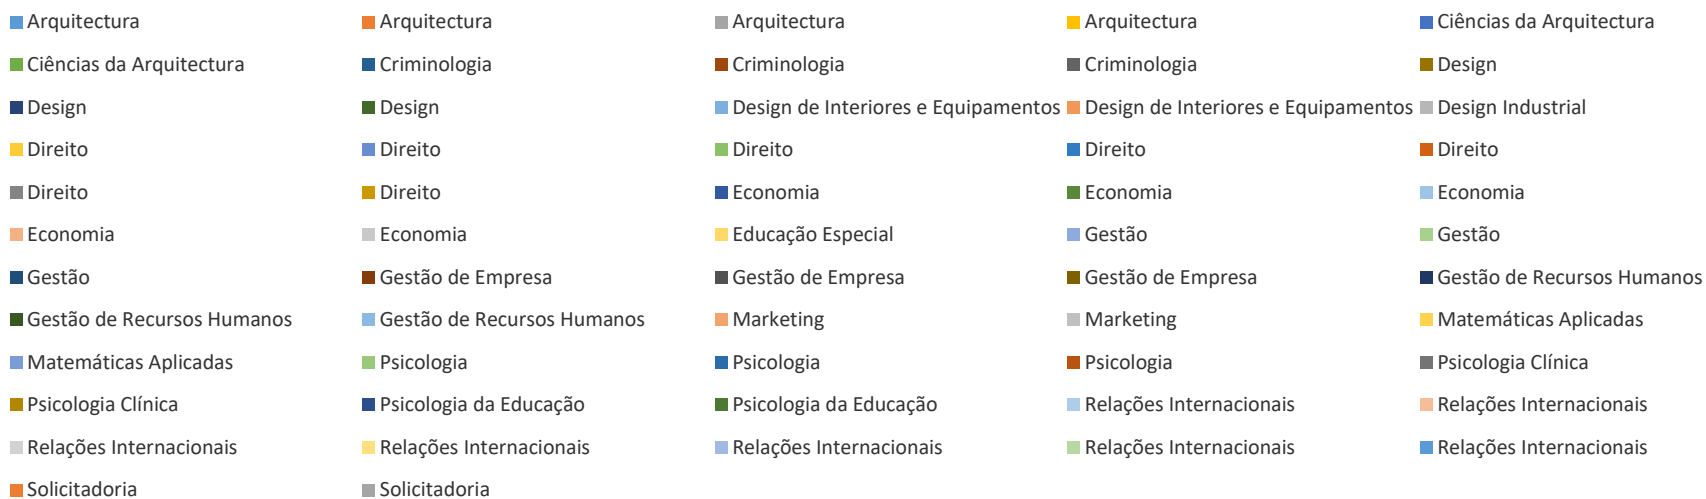 Arquitectura Arquitectura Arquitectura Arquitectura Ciências da Arquitectura
Ciências da Arquitectura Criminologia Criminologia Criminologia Design
Design Design Design de Interiores e Equipamentos Design de Interiores e Equipamentos Design Industrial
Direito Direito Direito Direito Direito
Direito Direito Economia Economia Economia
Economia Economia Educação Especial Gestão Gestão
Gestão Gestão de Empresa Gestão de Empresa Gestão de Empresa Gestão de Recursos Humanos
Gestão de Recursos Humanos Gestão de Recursos Humanos Marketing Marketing Matemáticas Aplicadas
Matemáticas Aplicadas Psicologia Psicologia Psicologia Psicologia Clínica
Psicologia Clínica Psicologia da Educação Psicologia da Educação Relações Internacionais Relações Internacionais
Relações Internacionais Relações Internacionais Relações Internacionais Relações Internacionais Relações Internacionais
Solicitadoria Solicitadoria